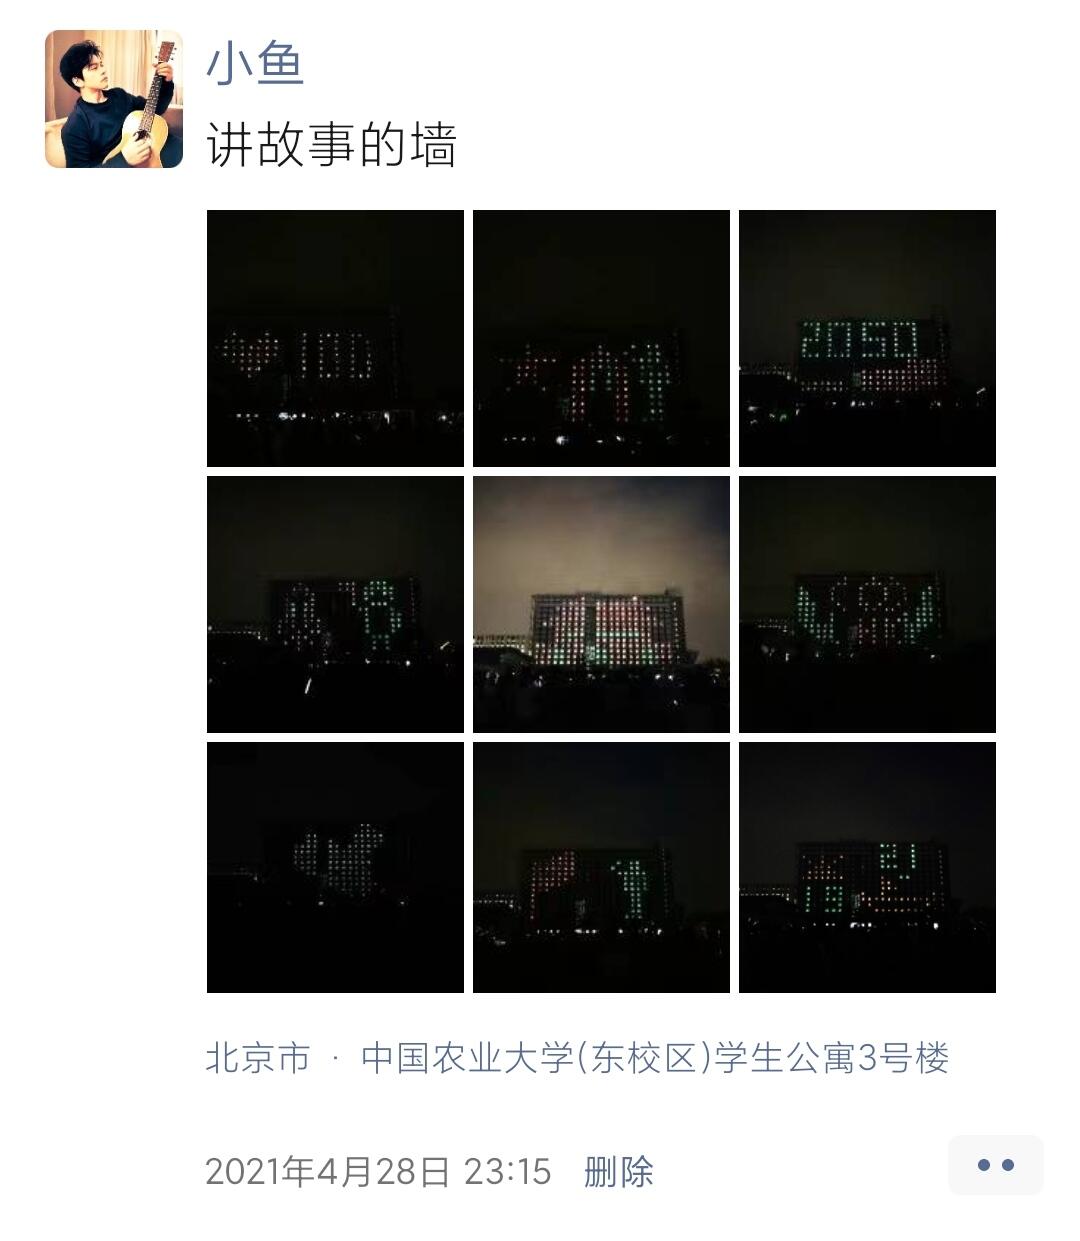 小鱼
讲故事的墙
100
2050
北京市 · 中国农业大学(东校区)学生公寓3号楼
2021年4月28日 23:15 删除